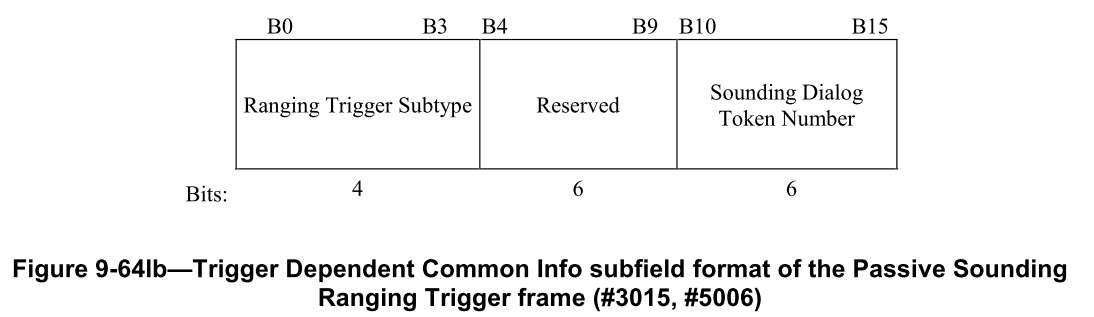 B0 B3 B4 B9 B10 B15
Ranging Trigger Subtype Reserved Sounding Dialog
Token Number
Bits: 4 6 6
Figure 9-64lb—Trigger Dependent Common Info subfield format of the Passive Sounding
Ranging Trigger frame (#3015, #5006)